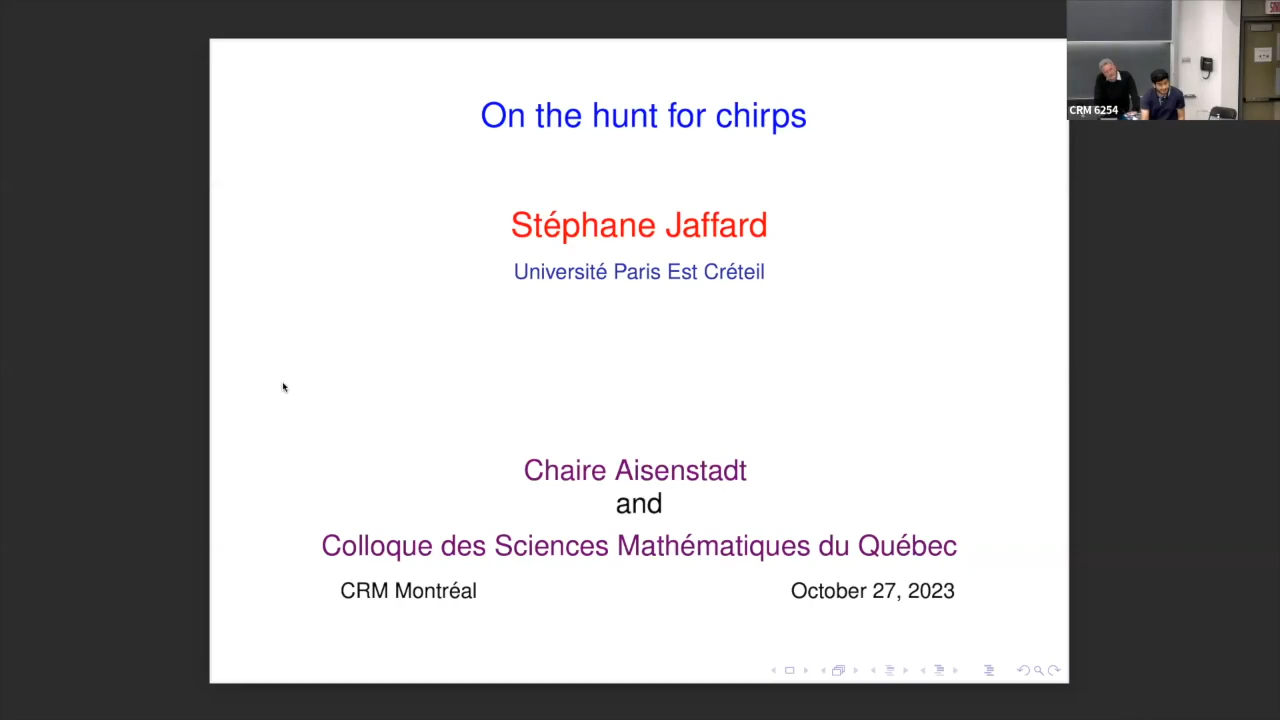 On the hunt for chirps
Stéphane Jaffard
Université Paris Est Créteil
Chaire Aisenstadt
and
Colloque des Sciences Mathématiques du Québec
CRM Montréal
October 27, 2023
CRM 6254